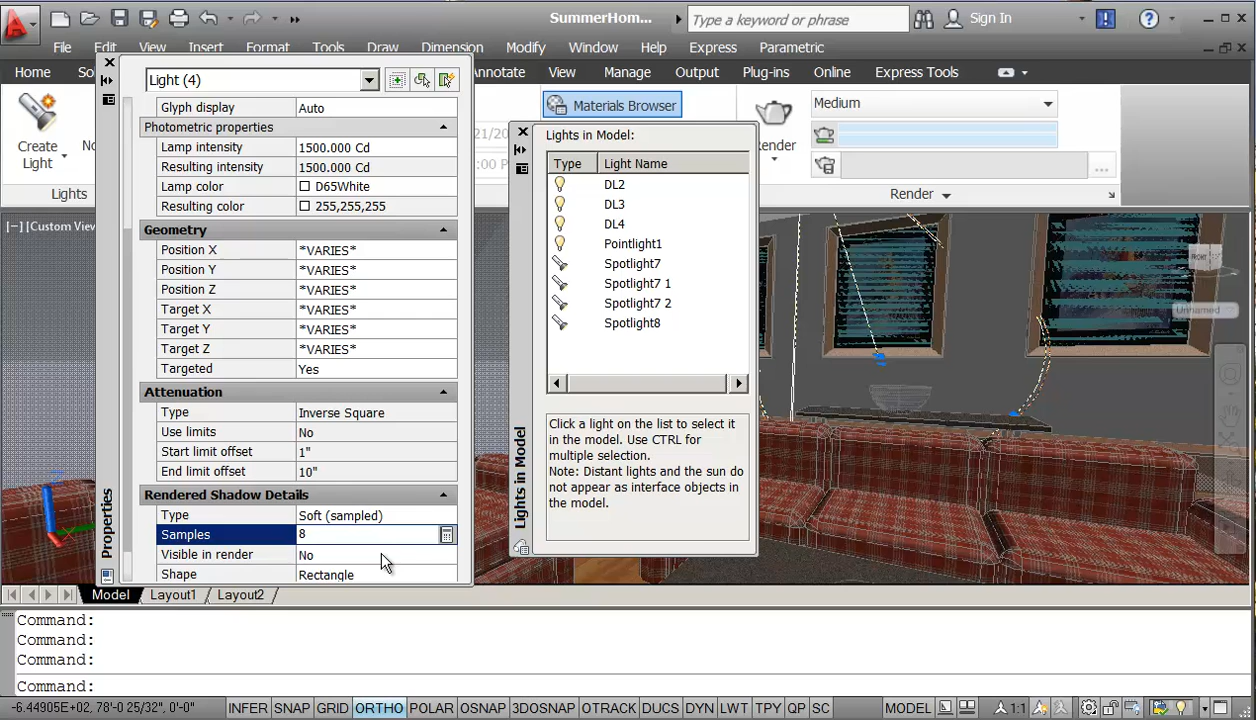 SummerHom...
Type a keyword or phrase
Sign In
File Edit View Insert Format Tools Draw Dimension Modify Window Help Express Parametric
Home
nnotate View Manage Output Plug-ins Online Express Tools
Light (4)
Glyph display Auto
Photometric properties
Lamp intensity 1500.000 Cd
Resulting intensity 1500.000 Cd
Lamp color D65White
Resulting color 255,255,255
Geometry
Position X *VARIES*
Position Y *VARIES*
Position Z *VARIES*
Target X *VARIES*
Target Y *VARIES*
Target Z *VARIES*
Targeted Yes
Attenuation
Type Inverse Square
Use limits No
Start limit offset 1"
End limit offset 10"
Rendered Shadow Details
Type Soft (sampled)
Samples 8
Visible in render No
Shape Rectangle
Properties
Create
Light
Lights
[−] [Custom View
Materials Browser
Medium
Render
Render
...
Lights in Model:
Type Light Name
DL2
DL3
DL4
Pointlight1
Spotlight7
Spotlight7 1
Spotlight7 2
Spotlight8
Click a light on the list to select it
in the model. Use CTRL for
multiple selection.
Note: Distant lights and the sun do
not appear as interface objects in
the model.
Lights in Model
FRONT
Unnamed
Model Layout1 Layout2
Command:
Command:
Command:
Command:
-6.44905E+02, 78'-0 25/32", 0'-0"
INFER SNAP GRID ORTHO POLAR OSNAP 3DOSNAP OTRACK DUCS DYN LWT TPY QP SC
MODEL
1:1